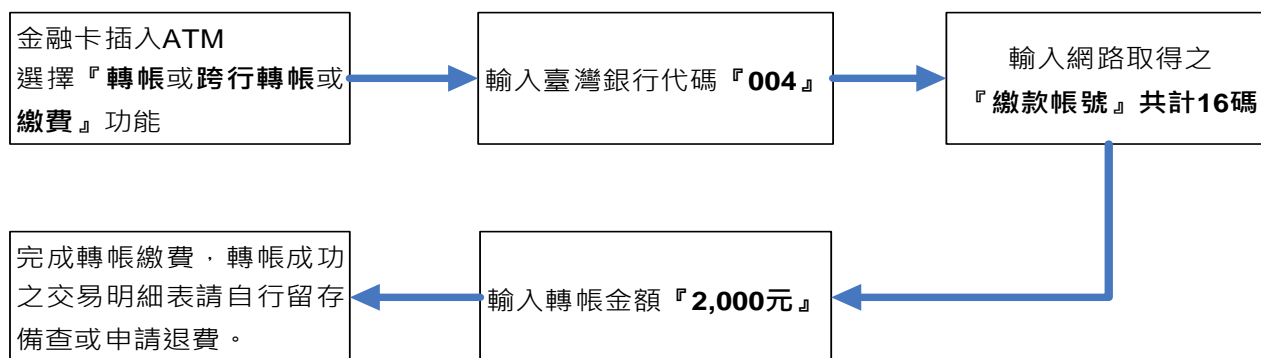 金融卡插入ATM
選擇『轉帳或跨行轉帳或
繳費』功能
輸入臺灣銀行代碼『004』
輸入網路取得之
『繳款帳號』共計16碼
輸入轉帳金額『2,000元』
完成轉帳繳費，轉帳成功
之交易明細表請自行留存
備查或申請退費。